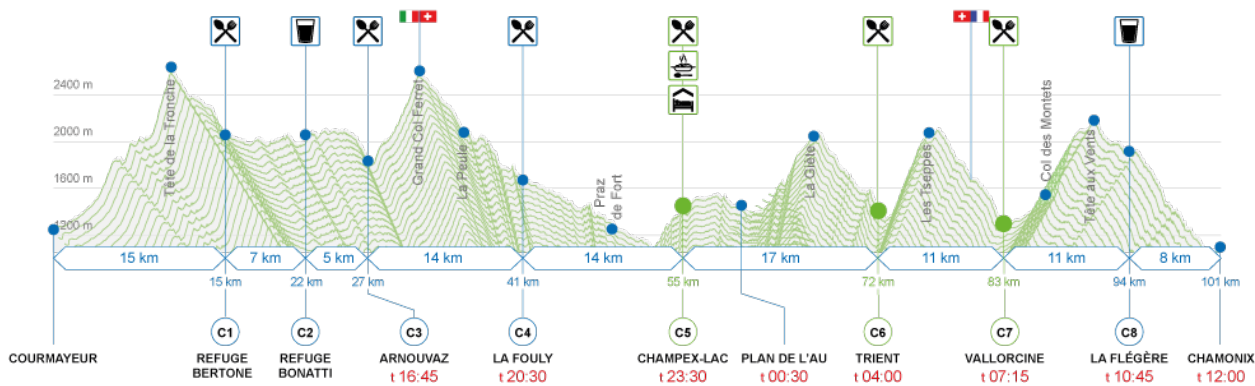 2400 m
2000 m
1600 m
1200 m
Tête de la Tronche
Grand Col Ferret
La Peule
Praz
de Fort
La Giète
Les Tseppes
Col des Montets
Tête aux Vents
15 km
7 km
5 km
14 km
14 km
17 km
11 km
11 km
8 km
15 km
22 km
27 km
41 km
55 km
72 km
83 km
94 km
101 km
C1
C2
C3
C4
C5
C6
C7
C8
COURMAYEUR
REFUGE
BERTONE
REFUGE
BONATTI
ARNOUVAZ
t 16:45
LA FOULY
t 20:30
CHAMPEX-LAC
t 23:30
PLAN DE L'AU
t 00:30
TRIENT
t 04:00
VALLORCINE
t 07:15
LA FLÉGÈRE
t 10:45
CHAMONIX
t 12:00